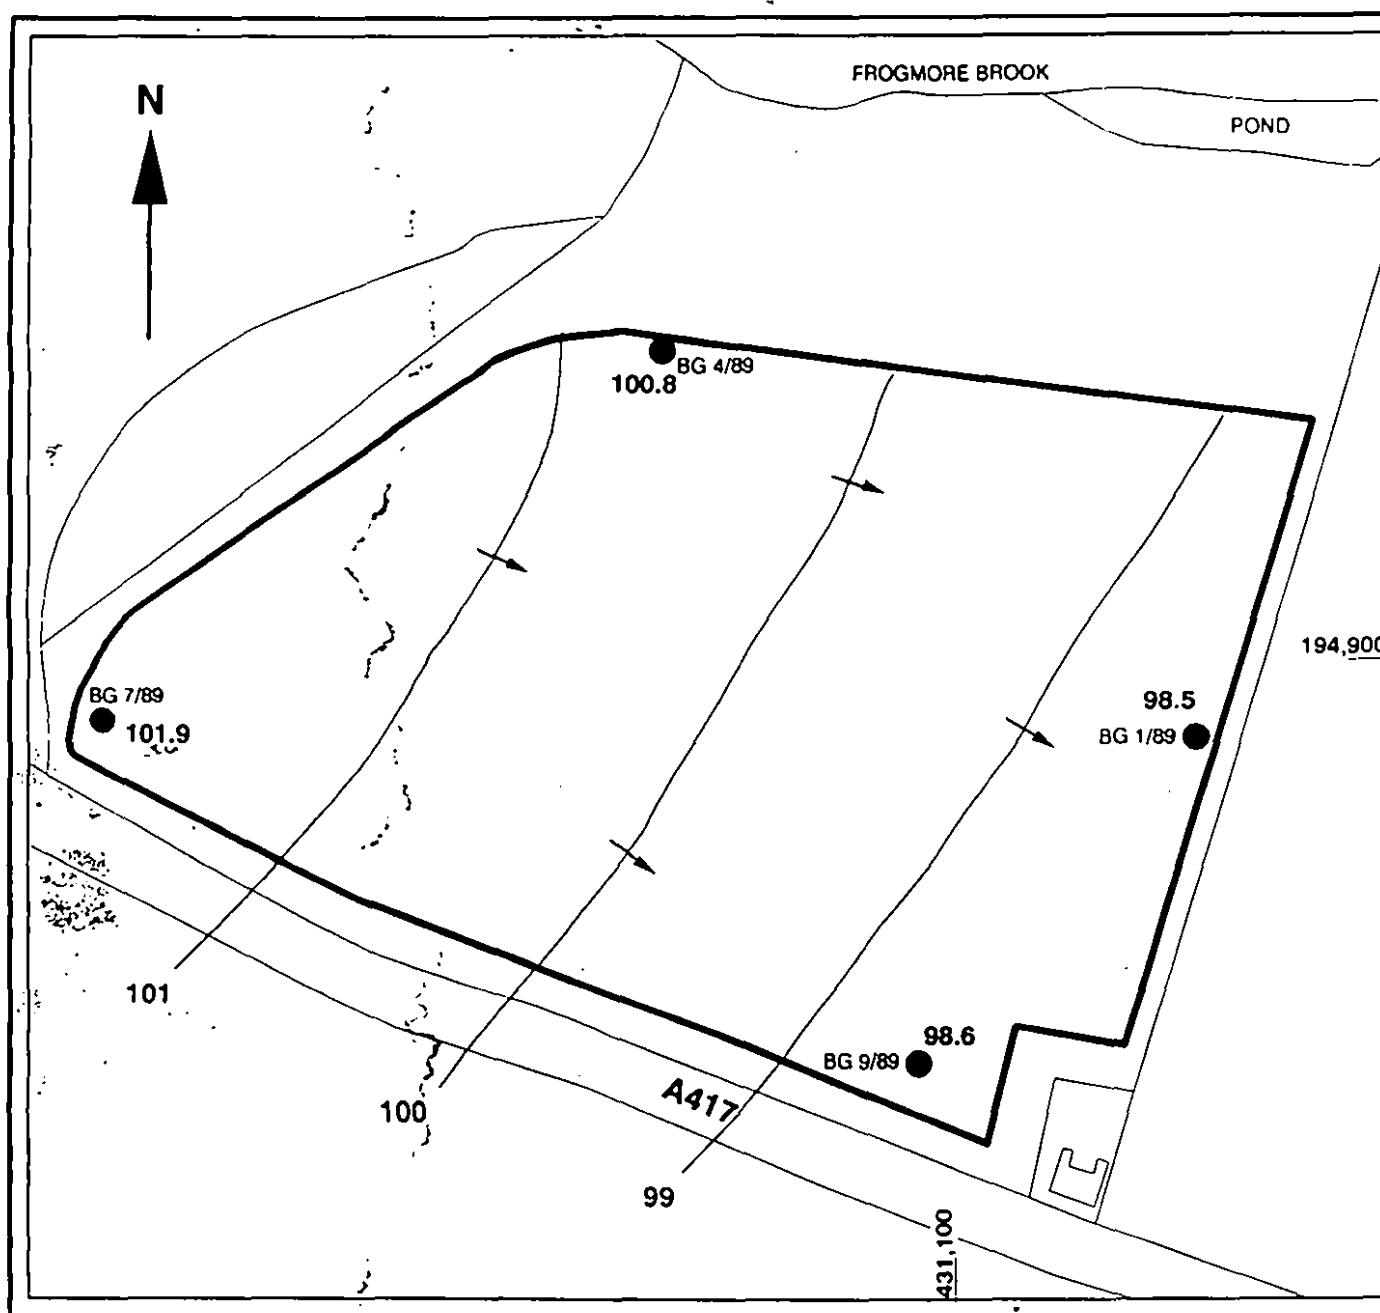 FROGMORE BROOK
N
POND
BG 4/89
100.8
194,900
BG 7/89
101.9
98.5
BG 1/89
101
98.6
BG 9/89
A417
100
99
431,100